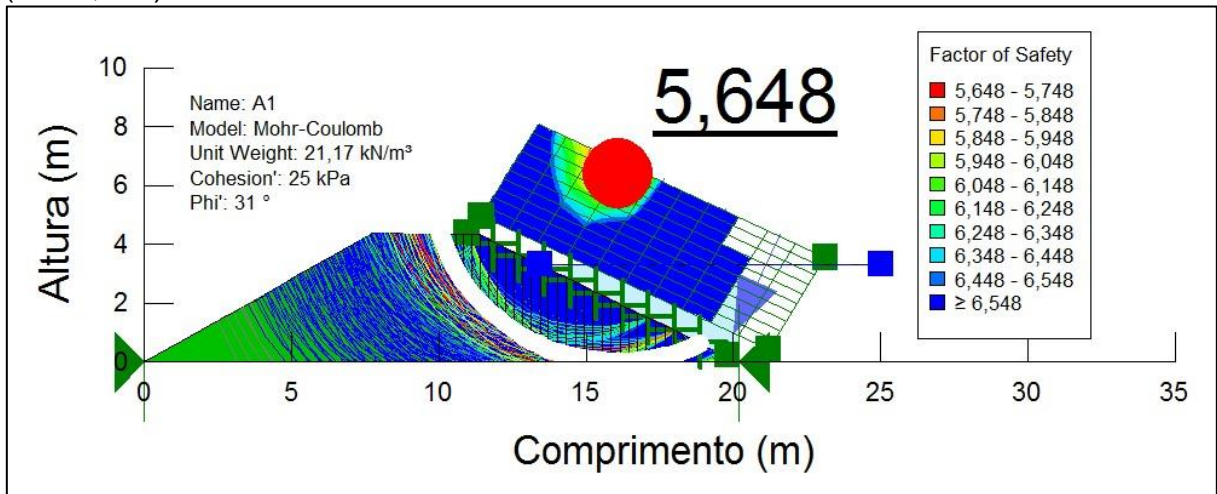 Altura (m)
10
8
6
4
2
0
Name: A1
Model: Mohr-Coulomb
Unit Weight: 21,17 kN/m³
Cohesion': 25 kPa
Phi': 31 °
5,648
Factor of Safety
5,648 - 5,748
5,748 - 5,848
5,848 - 5,948
5,948 - 6,048
6,048 - 6,148
6,148 - 6,248
6,248 - 6,348
6,348 - 6,448
6,448 - 6,548
≥ 6,548
0 5 10 15 20 25 30 35
Comprimento (m)